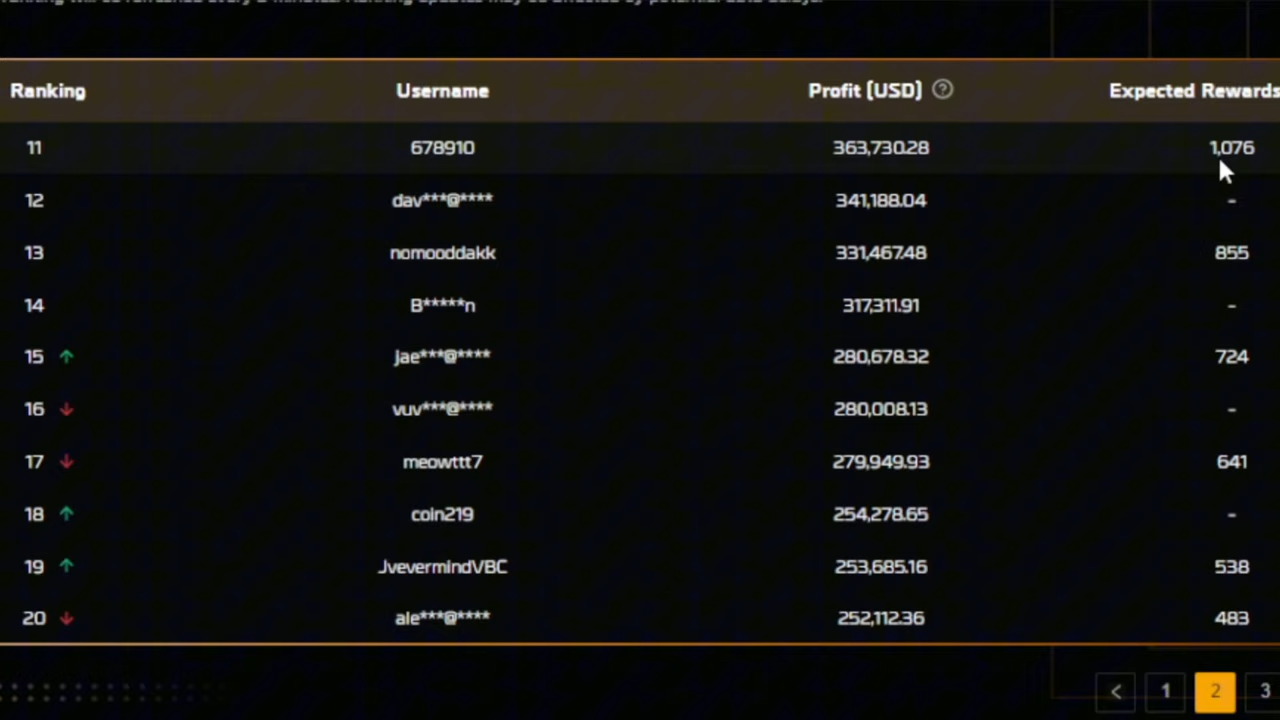 Ranking Username Profit (USD) ? Expected Rewards
11 678910 363,730.28 1,076
12 dav***@**** 341,188.04 -
13 nomooddakk 331,467.48 855
14 B*****n 317,311.91 -
15 jae***@**** 280,678.32 724
16 vuv***@**** 280,008.13 -
17 meowttt7 279,949.93 641
18 coin219 254,278.65 -
19 JvevermindVBC 253,685.16 538
20 ale***@**** 252,112.36 483
< 1 2 3